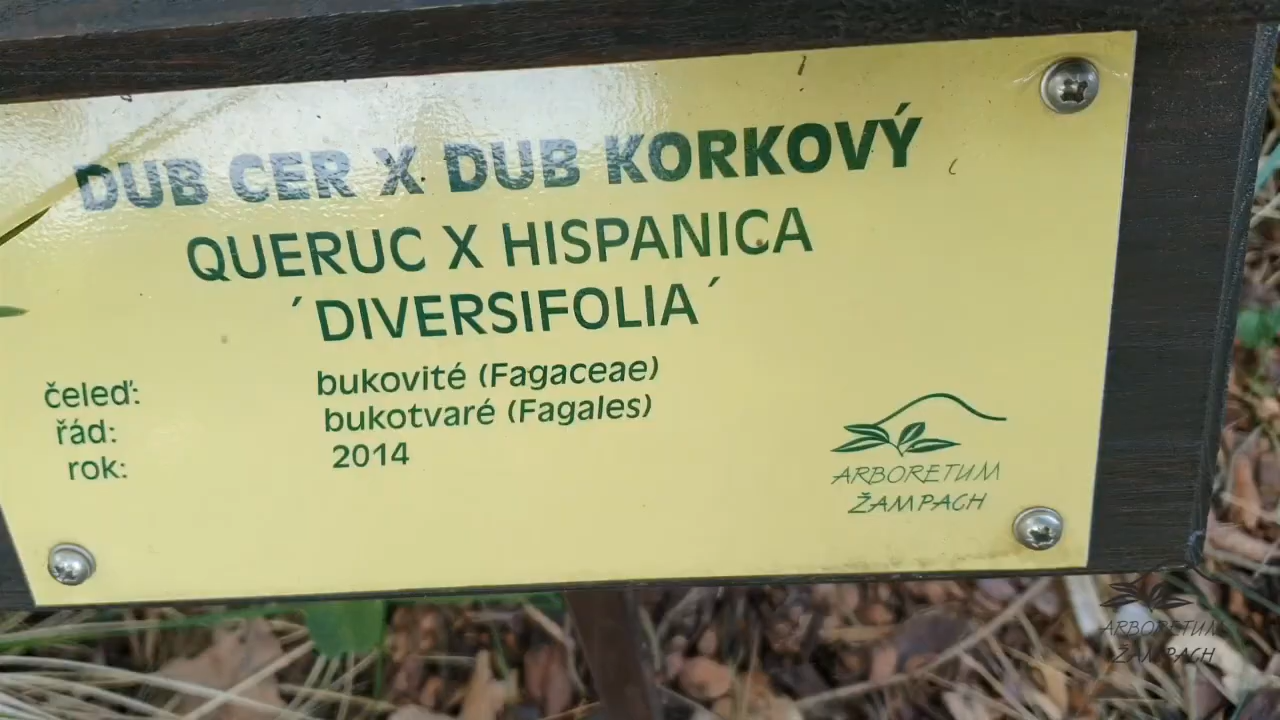 DUB CER X DUB KORKOVÝ
QUERUC X HISPANICA
´DIVERSIFOLIA´
čeleď: bukovité (Fagaceae)
řád: bukotvaré (Fagales)
rok: 2014
ARBORETUM
ŽAMPACH
ARBORETUM
ŽAMPACH